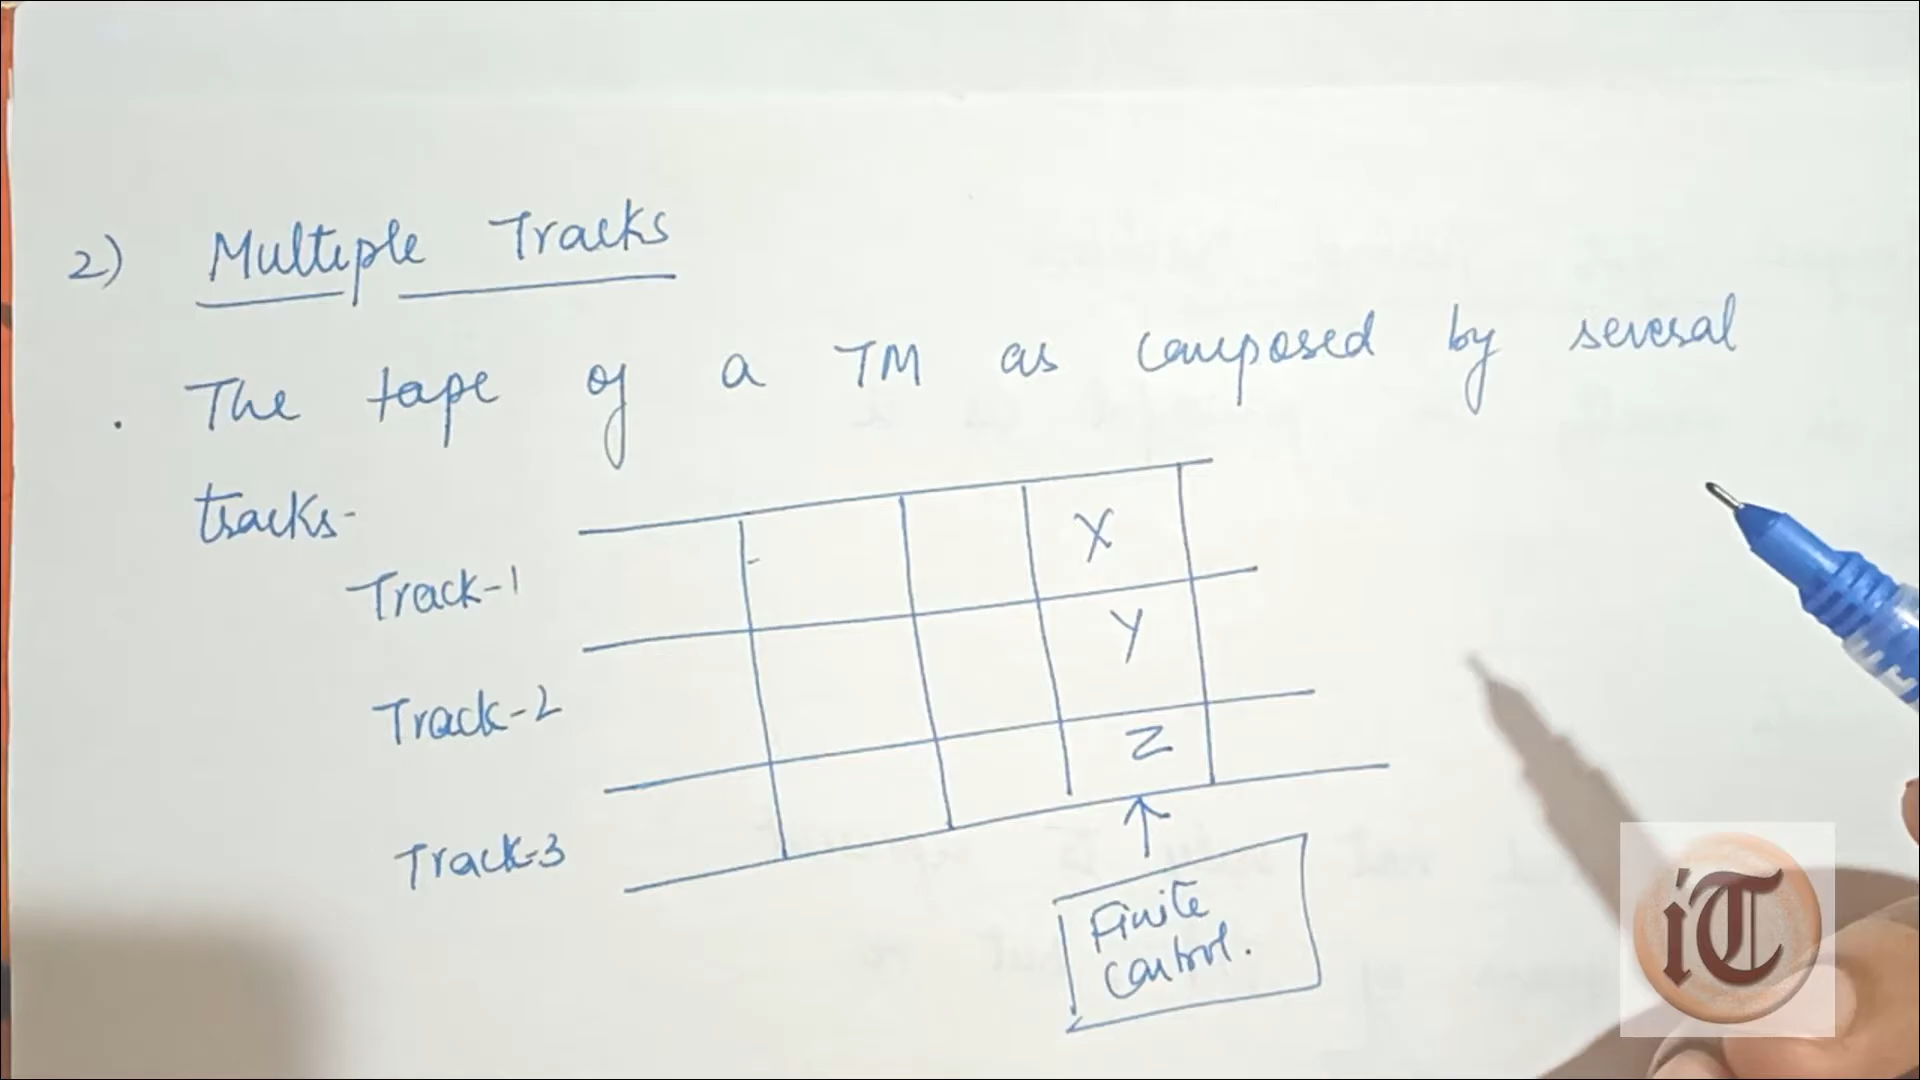 2) Multiple Tracks
The tape of a TM as composed by several
tracks-
Track-1 X
Track-2 Y
Track-3 Z
Finite
control.
iT